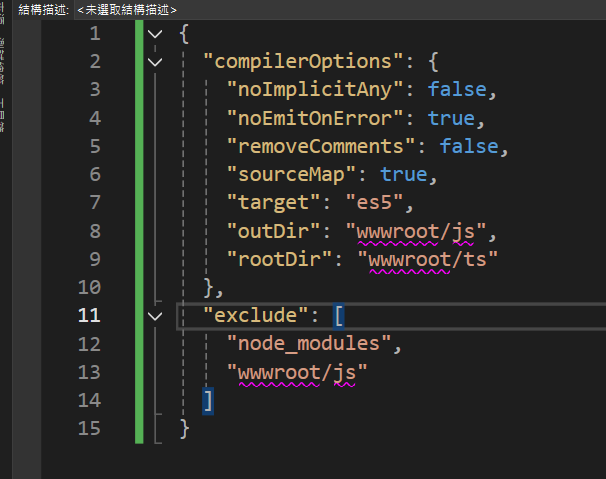 結構描述: <未選取結構描述>
1 {
2 "compilerOptions": {
3 "noImplicitAny": false,
4 "noEmitOnError": true,
5 "removeComments": false,
6 "sourceMap": true,
7 "target": "es5",
8 "outDir": "wwwroot/js",
9 "rootDir": "wwwroot/ts"
10 },
11 "exclude": [
12 "node_modules",
13 "wwwroot/js"
14 ]
15 }